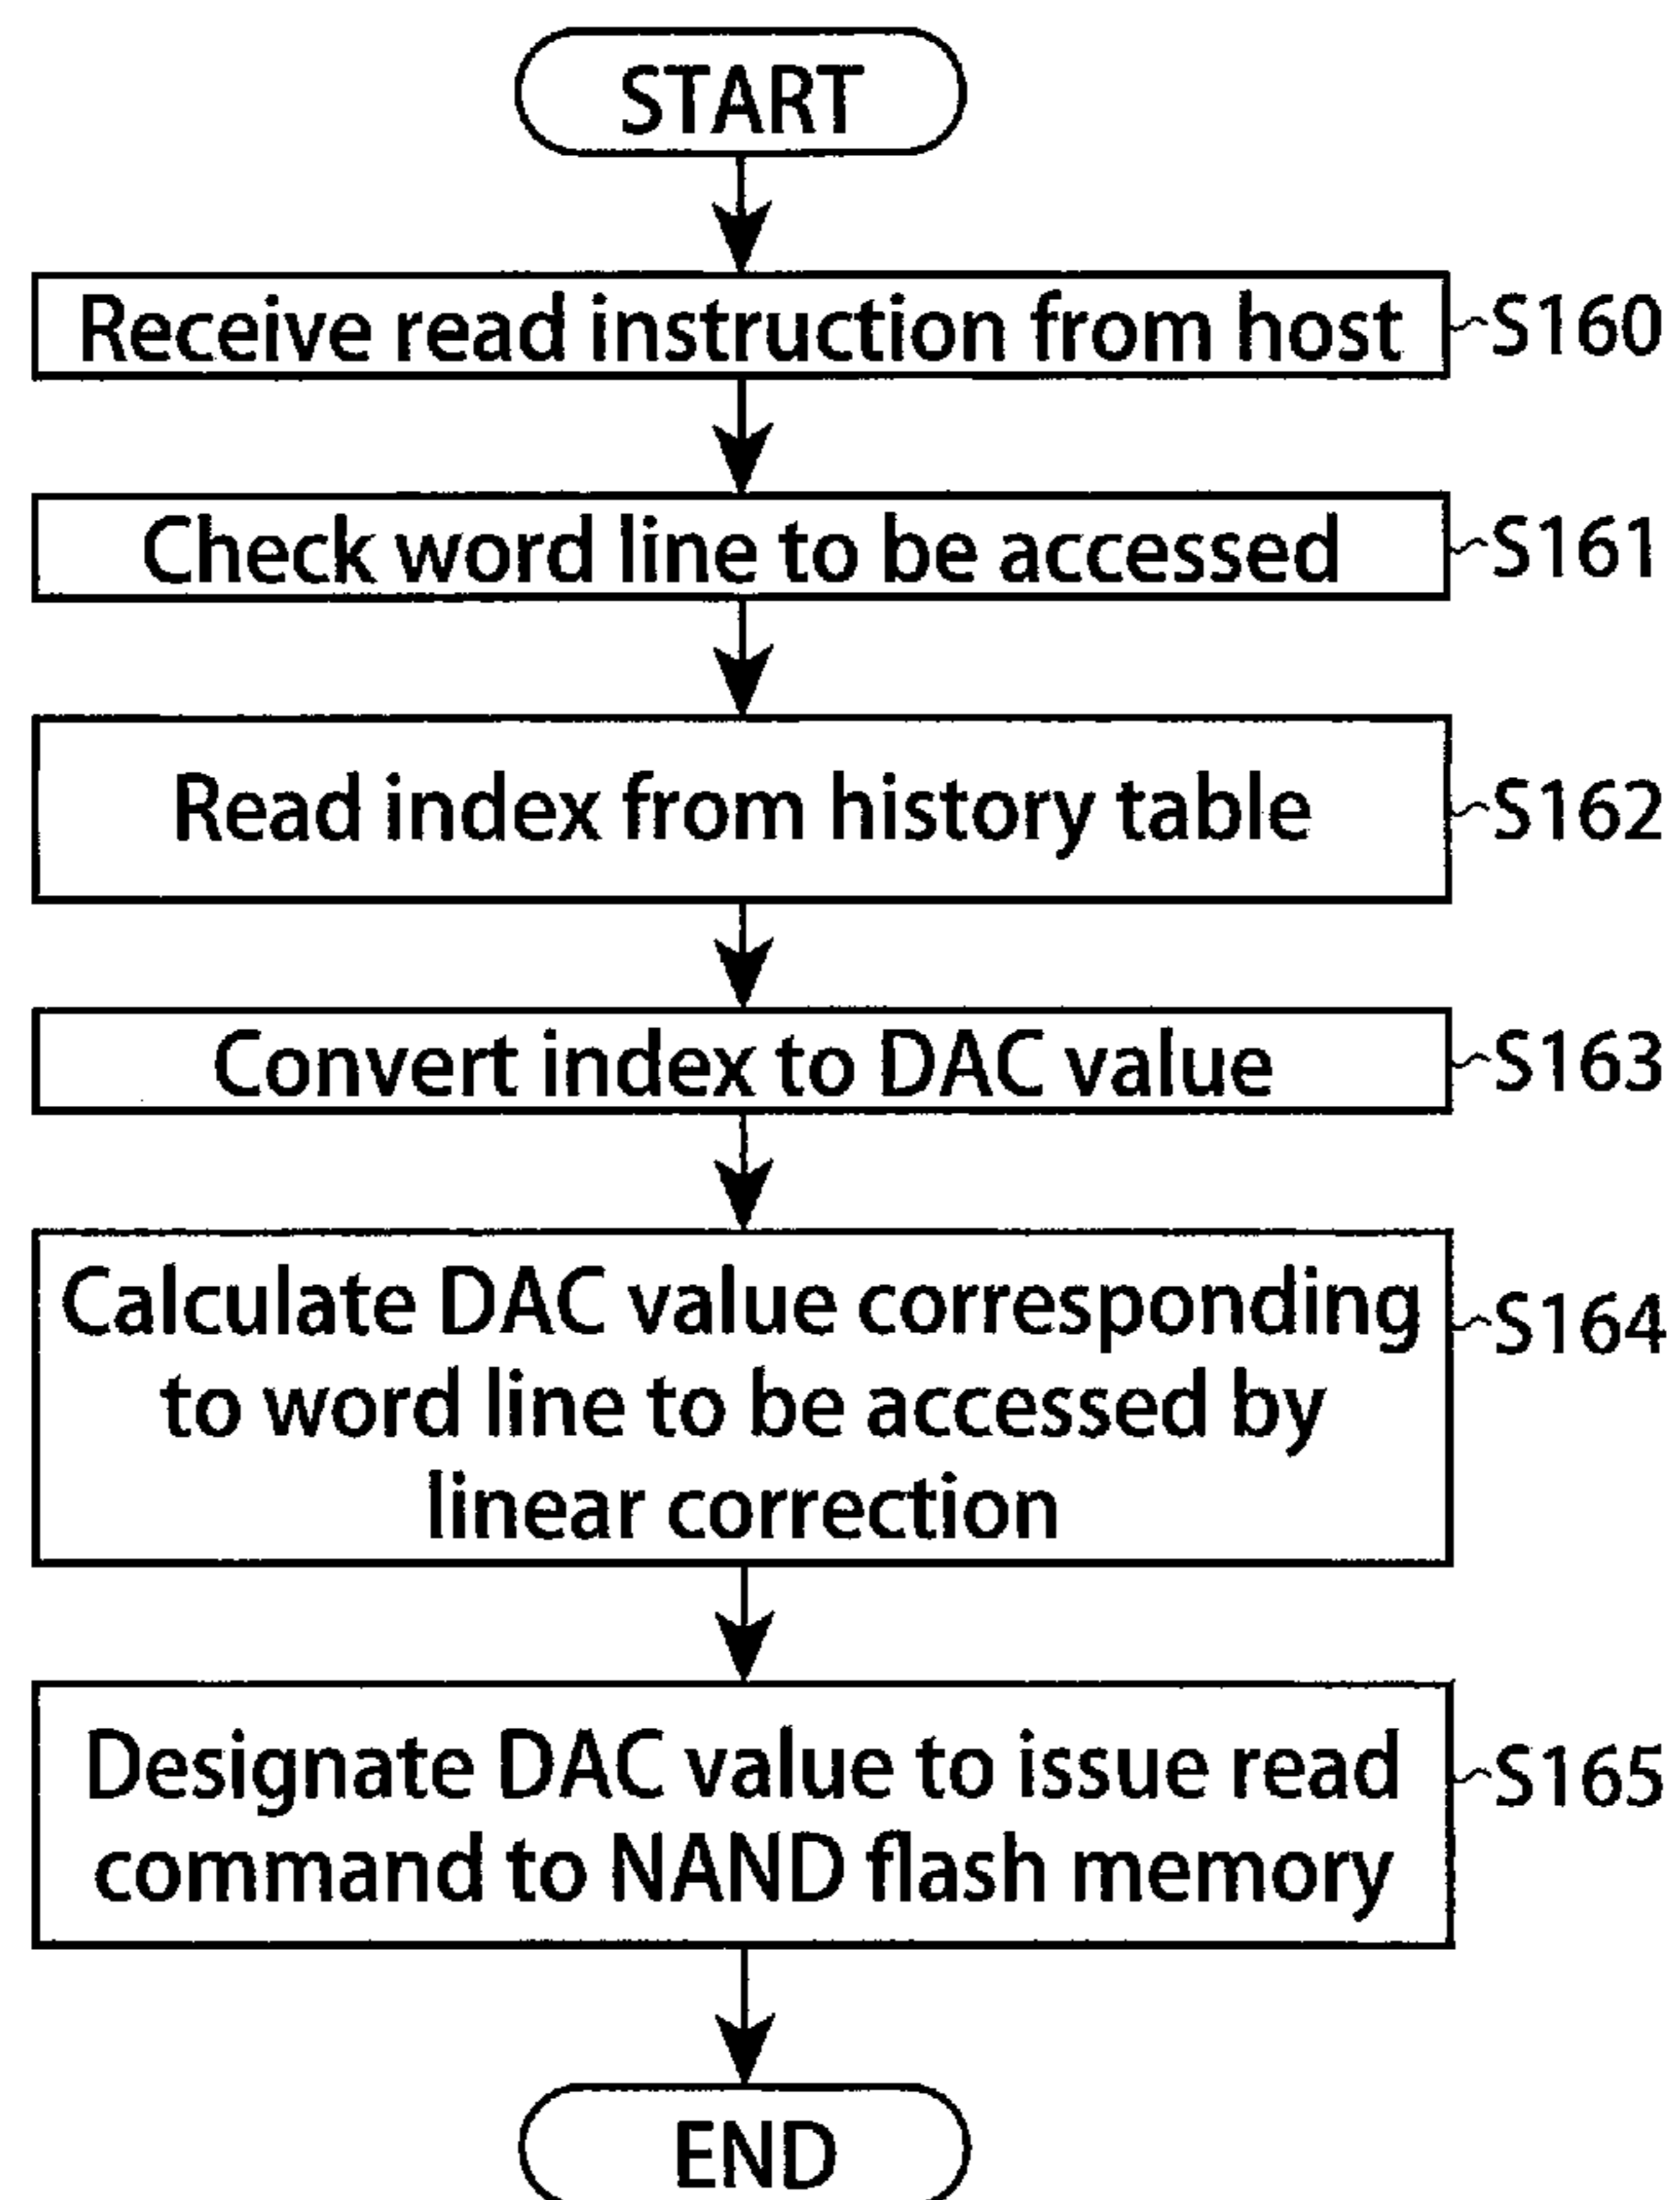 START
Receive read instruction from host
S160
Check word line to be accessed
S161
Read index from history table
S162
Convert index to DAC value
S163
Calculate DAC value corresponding
S164
to word line to be accessed by
linear correction
Designate DAC value to issue read
S165
command to NAND flash memory
END